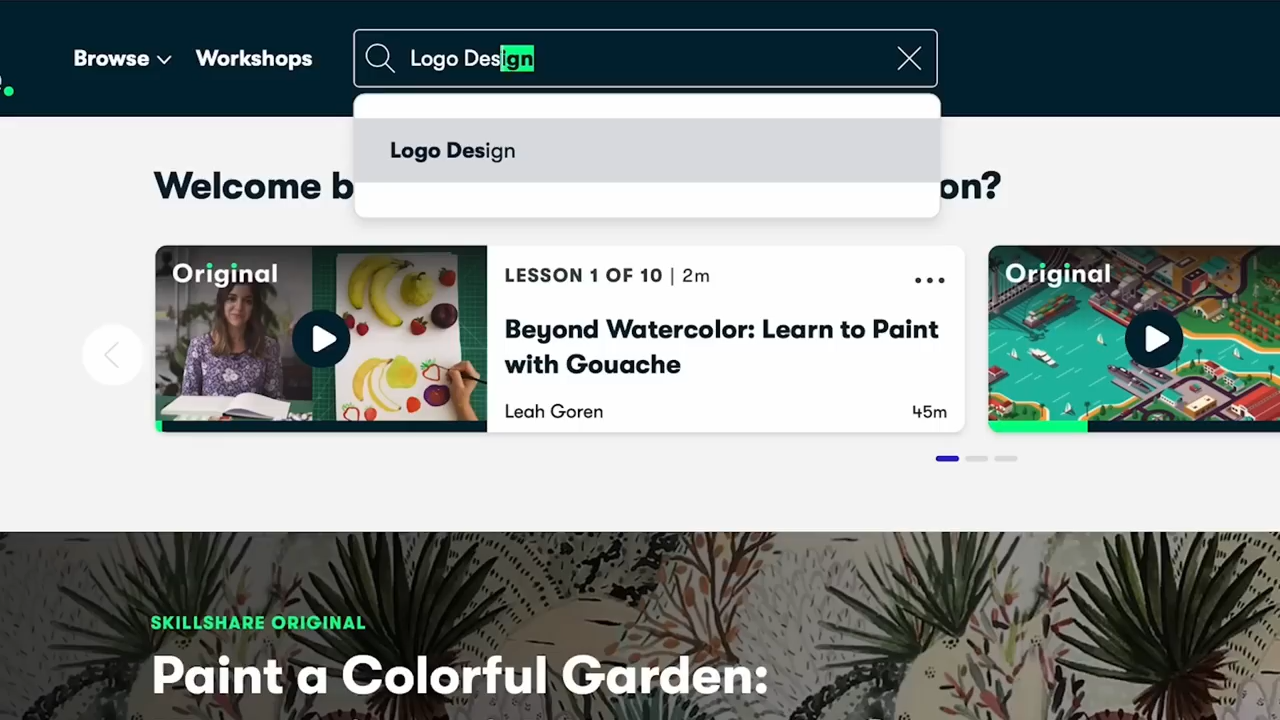 Browse Workshops Logo Design
Logo Design
Welcome b on?
Original
LESSON 1 OF 10 | 2m
Beyond Watercolor: Learn to Paint
with Gouache
Leah Goren 45m
Original
SKILLSHARE ORIGINAL
Paint a Colorful Garden: